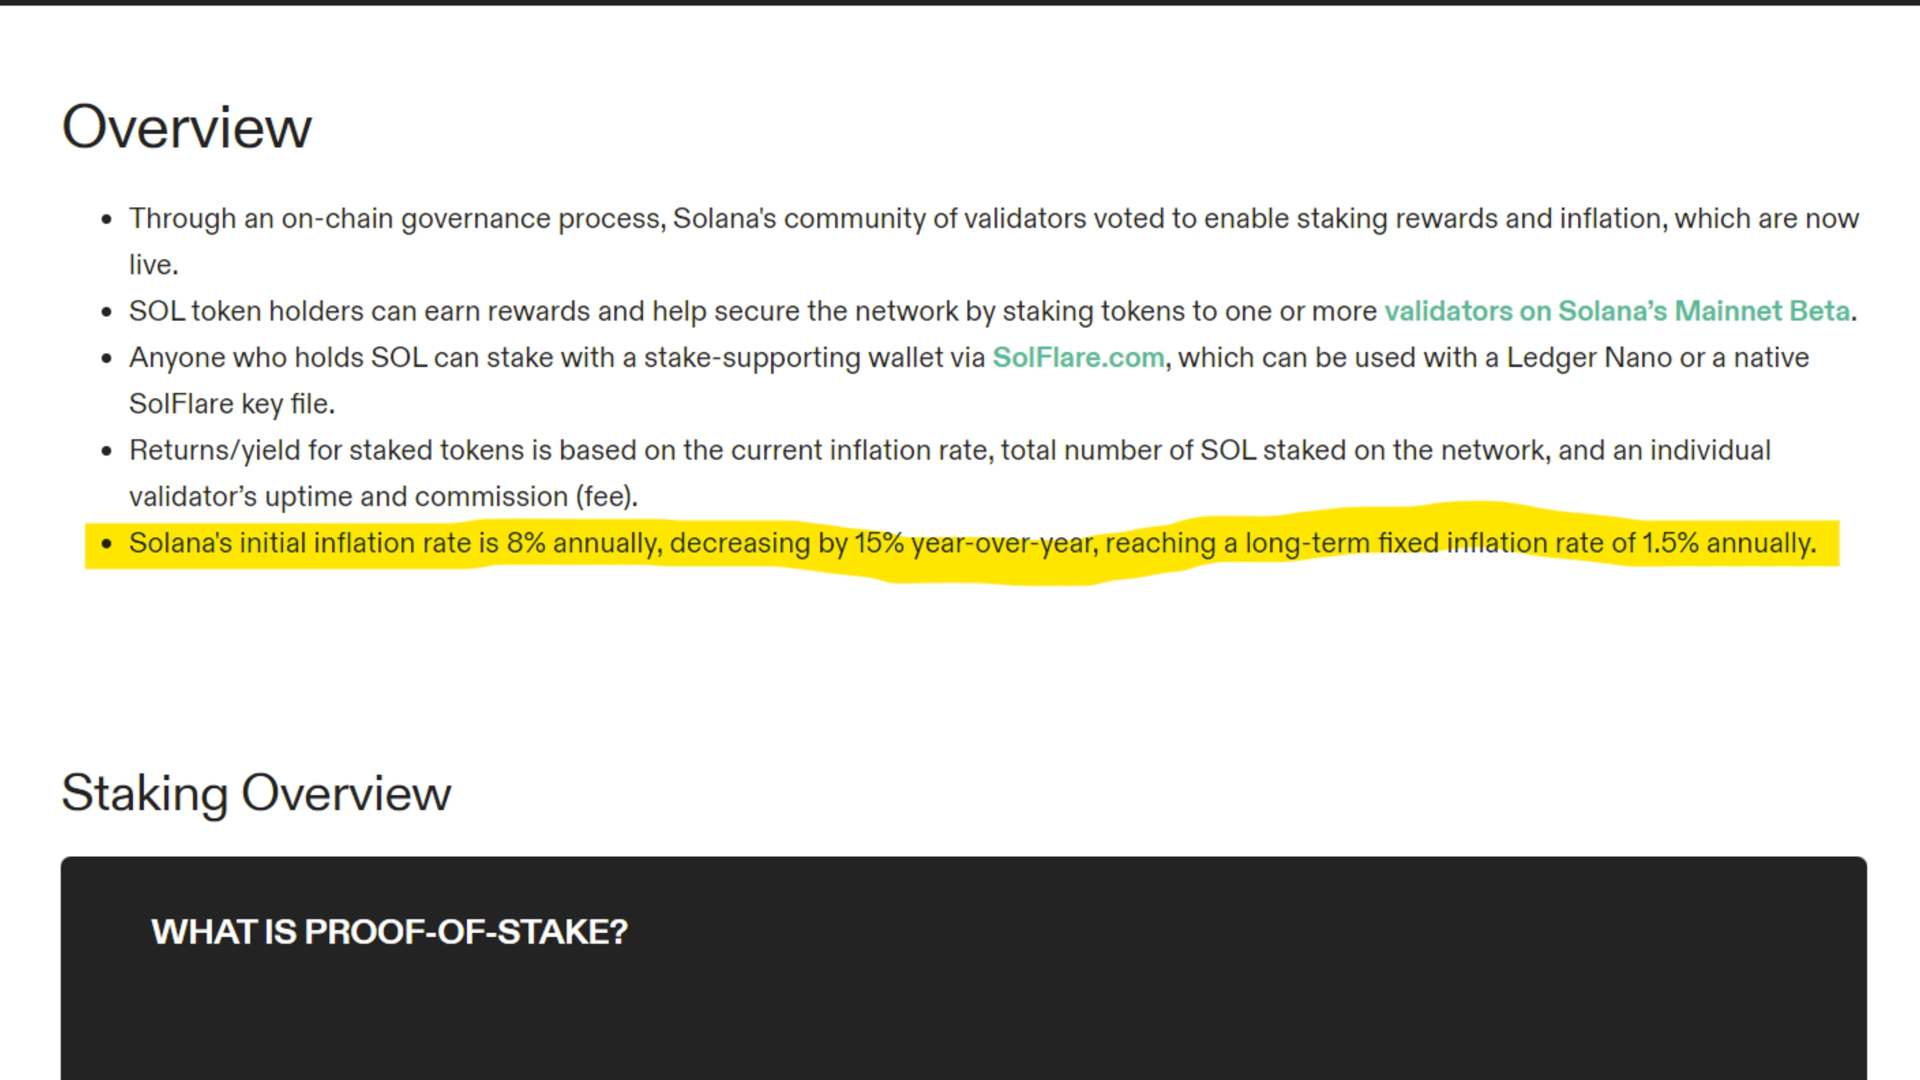 Overview
• Through an on-chain governance process, Solana's community of validators voted to enable staking rewards and inflation, which are now
live.
• SOL token holders can earn rewards and help secure the network by staking tokens to one or more validators on Solana’s Mainnet Beta.
• Anyone who holds SOL can stake with a stake-supporting wallet via SolFlare.com, which can be used with a Ledger Nano or a native
SolFlare key file.
• Returns/yield for staked tokens is based on the current inflation rate, total number of SOL staked on the network, and an individual
validator’s uptime and commission (fee).
• Solana's initial inflation rate is 8% annually, decreasing by 15% year-over-year, reaching a long-term fixed inflation rate of 1.5% annually.
Staking Overview
WHAT IS PROOF-OF-STAKE?